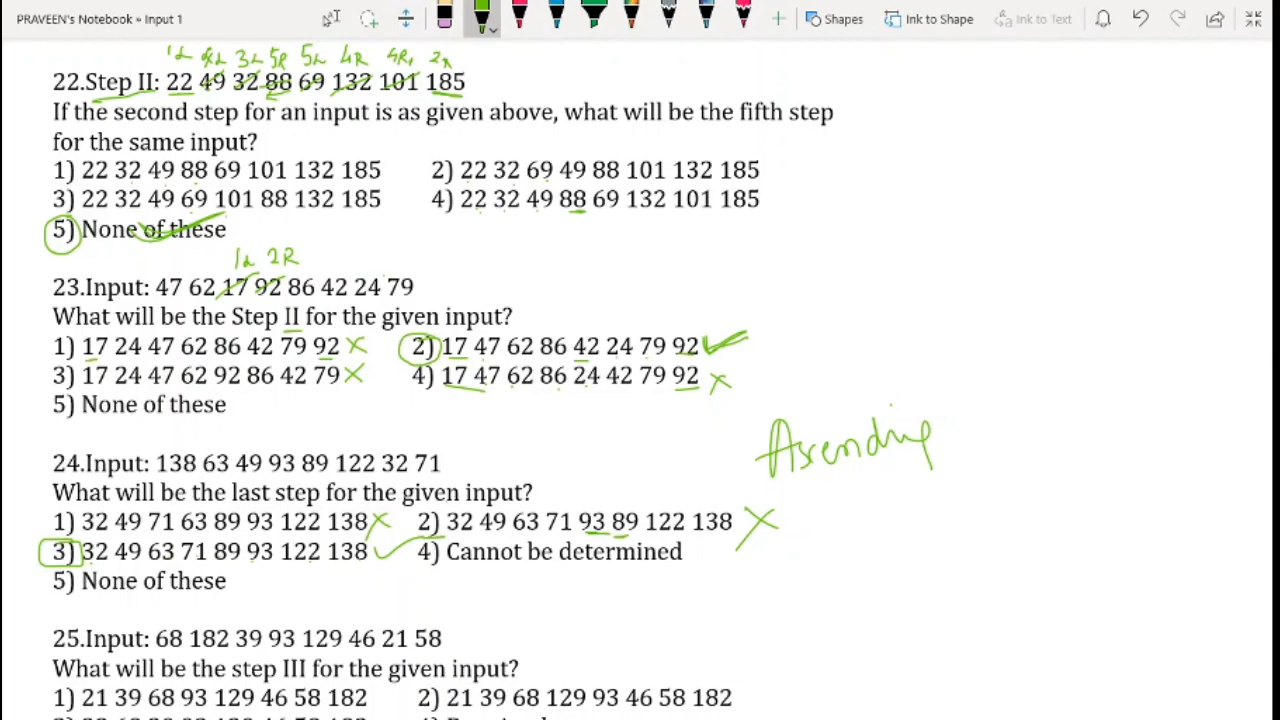 PRAVEEN's Notebook » Input 1
Shapes Ink to Shape Ink to Text
22.Step II: 22 49 32 88 69 132 101 185
If the second step for an input is as given above, what will be the fifth step
for the same input?
1) 22 32 49 88 69 101 132 185 2) 22 32 69 49 88 101 132 185
3) 22 32 49 69 101 88 132 185 4) 22 32 49 88 69 132 101 185
5) None of these
1L 2R
23.Input: 47 62 17 92 86 42 24 79
What will be the Step II for the given input?
1) 17 24 47 62 86 42 79 92 2) 17 47 62 86 42 24 79 92
3) 17 24 47 62 92 86 42 79 4) 17 47 62 86 24 42 79 92
5) None of these
Ascending
24.Input: 138 63 49 93 89 122 32 71
What will be the last step for the given input?
1) 32 49 71 63 89 93 122 138 2) 32 49 63 71 93 89 122 138
3) 32 49 63 71 89 93 122 138 4) Cannot be determined
5) None of these
25.Input: 68 182 39 93 129 46 21 58
What will be the step III for the given input?
1) 21 39 68 93 129 46 58 182 2) 21 39 68 129 93 46 58 182